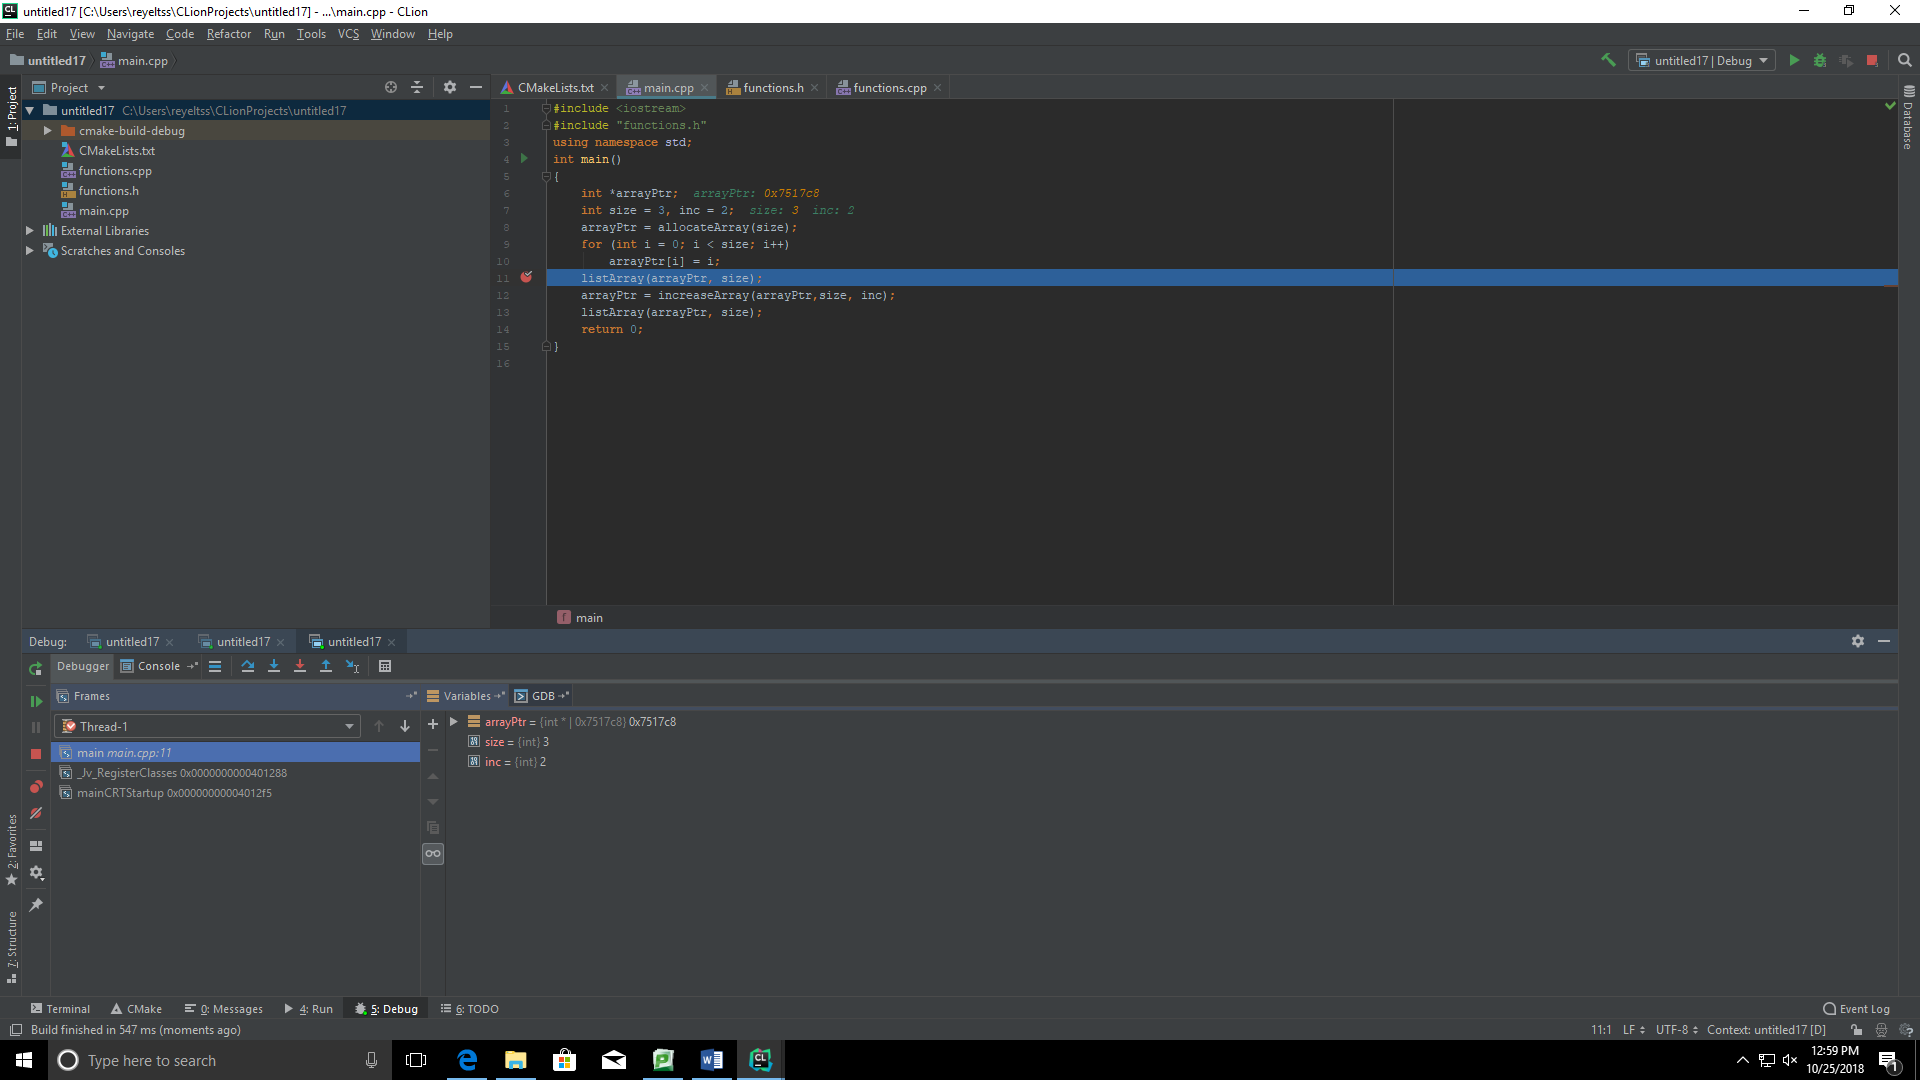 untitled17 [C:\Users\reyeltss\CLionProjects\untitled17] - ...\main.cpp - CLion
File Edit View Navigate Code Refactor Run Tools VCS Window Help
untitled17 main.cpp
untitled17 | Debug
Project
CMakeLists.txt main.cpp functions.h functions.cpp
1: Project
Database
untitled17 C:\Users\reyeltss\CLionProjects\untitled17
cmake-build-debug
CMakeLists.txt
functions.cpp
functions.h
main.cpp
External Libraries
Scratches and Consoles
1 #include <iostream>
2 #include "functions.h"
3 using namespace std;
4 int main()
5 {
6 int *arrayPtr; arrayPtr: 0x7517c8
7 int size = 3, inc = 2; size: 3 inc: 2
8 arrayPtr = allocateArray(size);
9 for (int i = 0; i < size; i++)
10 arrayPtr[i] = i;
11 listArray(arrayPtr, size);
12 arrayPtr = increaseArray(arrayPtr,size, inc);
13 listArray(arrayPtr, size);
14 return 0;
15 }
16
f main
Debug: untitled17 untitled17 untitled17
Debugger Console
Frames Variables GDB
Thread-1
main main.cpp:11
_Jv_RegisterClasses 0x0000000000401288
mainCRTStartup 0x00000000004012f5
arrayPtr = {int * | 0x7517c8} 0x7517c8
size = {int} 3
inc = {int} 2
2: Favorites
7: Structure
Terminal CMake 0: Messages 4: Run 5: Debug 6: TODO Event Log
Build finished in 547 ms (moments ago)
11:1 LF UTF-8 Context: untitled17 [D]
Type here to search
12:59 PM
10/25/2018
1